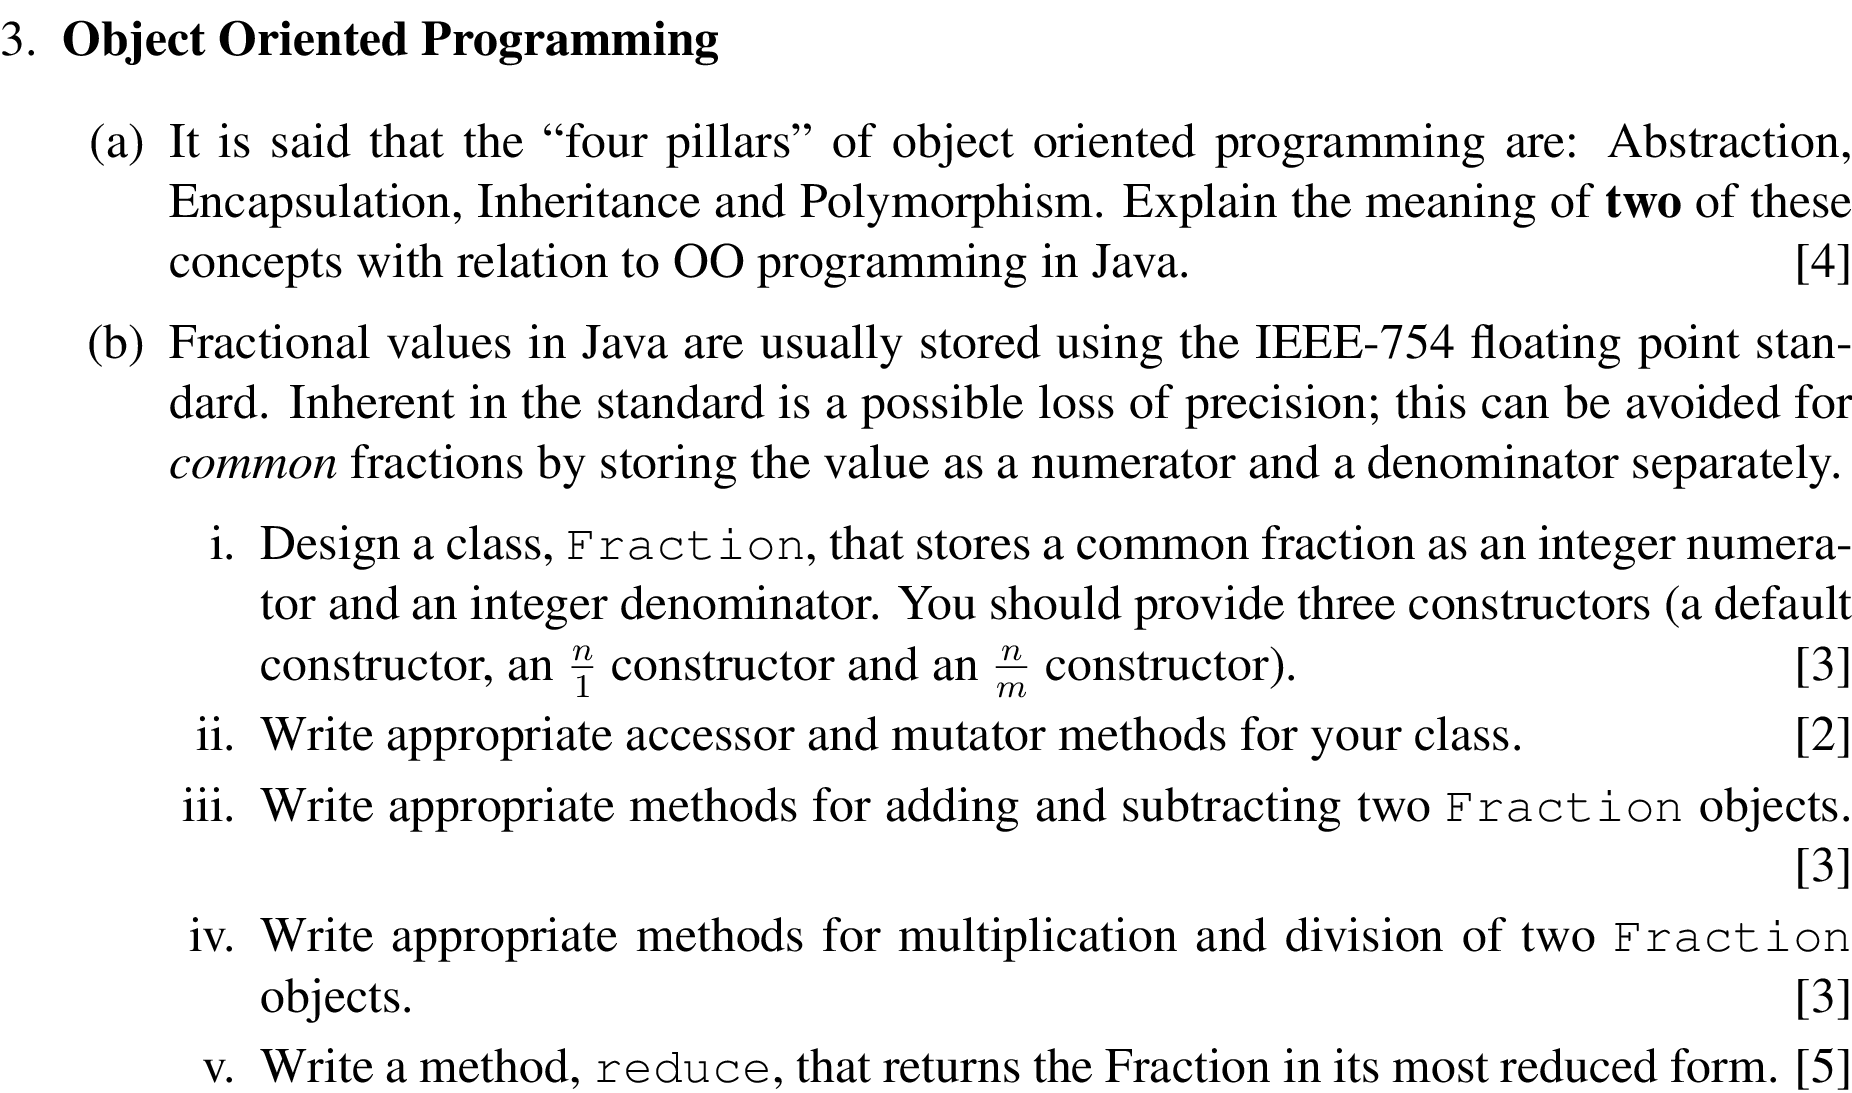 3. Object Oriented Programming
(a) It is said that the “four pillars” of object oriented programming are: Abstraction,
Encapsulation, Inheritance and Polymorphism. Explain the meaning of two of these
concepts with relation to OO programming in Java. [4]
(b) Fractional values in Java are usually stored using the IEEE-754 floating point stan-
dard. Inherent in the standard is a possible loss of precision; this can be avoided for
common fractions by storing the value as a numerator and a denominator separately.
i. Design a class, Fraction, that stores a common fraction as an integer numera-
tor and an integer denominator. You should provide three constructors (a default
constructor, an n/1 constructor and an n/m constructor). [3]
ii. Write appropriate accessor and mutator methods for your class. [2]
iii. Write appropriate methods for adding and subtracting two Fraction objects.
[3]
iv. Write appropriate methods for multiplication and division of two Fraction
objects. [3]
v. Write a method, reduce, that returns the Fraction in its most reduced form. [5]